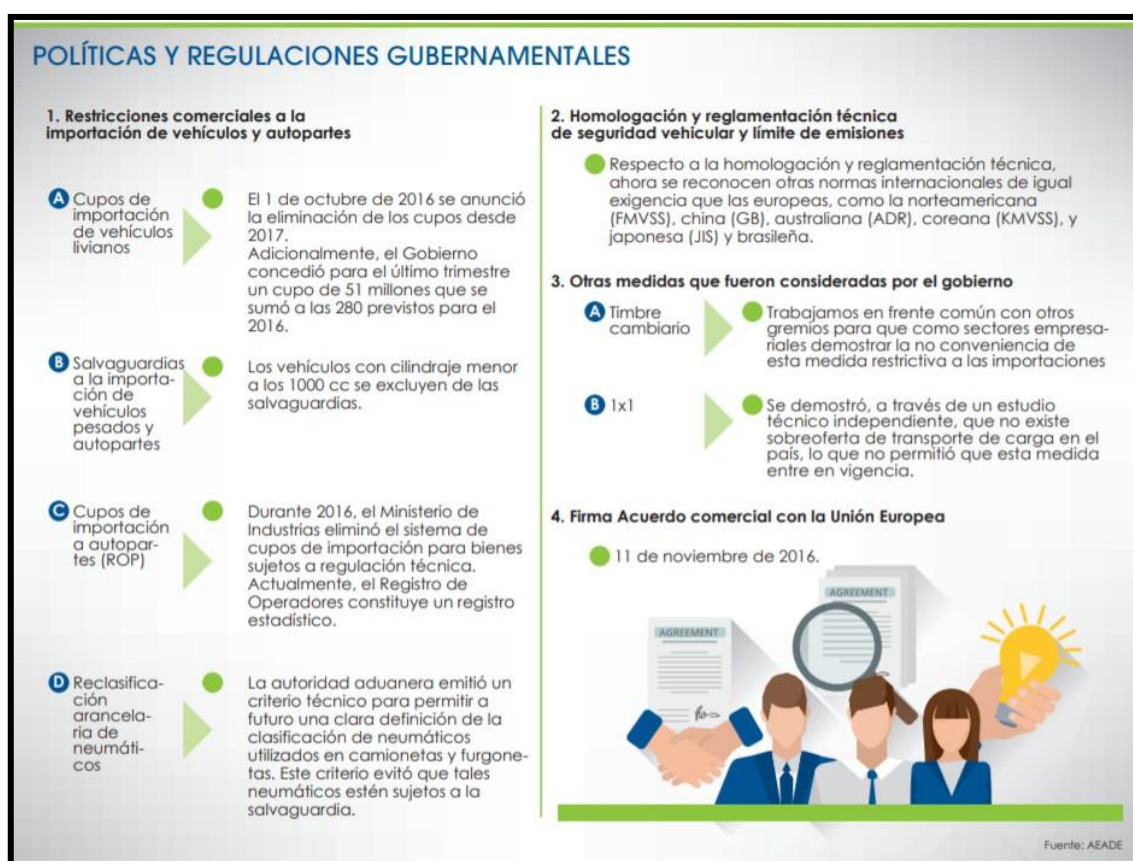 POLÍTICAS Y REGULACIONES GUBERNAMENTALES
1. Restricciones comerciales a la
importación de vehículos y autopartes
A Cupos de
importación
de vehículos
livianos
El 1 de octubre de 2016 se anunció
la eliminación de los cupos desde
2017.
Adicionalmente, el Gobierno
concedió para el último trimestre
un cupo de 51 millones que se
sumó a las 280 previstos para el
2016.
B Salvaguardias
a la importa-
ción de
vehículos
pesados y
autopartes
Los vehículos con cilindraje menor
a los 1000 cc se excluyen de las
salvaguardias.
C Cupos de
importación
a autopar-
tes (ROP)
Durante 2016, el Ministerio de
Industrias eliminó el sistema de
cupos de importación para bienes
sujetos a regulación técnica.
Actualmente, el Registro de
Operadores constituye un registro
estadístico.
D Reclasifica-
ción
arancela-
ria de
neumáti-
cos
La autoridad aduanera emitió un
criterio técnico para permitir a
futuro una clara definición de la
clasificación de neumáticos
utilizados en camionetas y furgone-
tas. Este criterio evitó que tales
neumáticos estén sujetos a la
salvaguardia.
2. Homologación y reglamentación técnica
de seguridad vehicular y límite de emisiones
Respecto a la homologación y reglamentación técnica,
ahora se reconocen otras normas internacionales de igual
exigencia que las europeas, como la norteamericana
(FMVSS), china (GB), australiana (ADR), coreana (KMVSS), y
japonesa (JIS) y brasileña.
3. Otras medidas que fueron consideradas por el gobierno
A Timbre
cambiario
Trabajamos en frente común con otros
gremios para que como sectores empresa-
riales demostrar la no conveniencia de
esta medida restrictiva a las importaciones
B 1x1
Se demostró, a través de un estudio
técnico independiente, que no existe
sobreoferta de transporte de carga en el
país, lo que no permitió que esta medida
entre en vigencia.
4. Firma Acuerdo comercial con la Unión Europea
11 de noviembre de 2016.
AGREEMENT
AGREEMENT
Fuente: AEADE